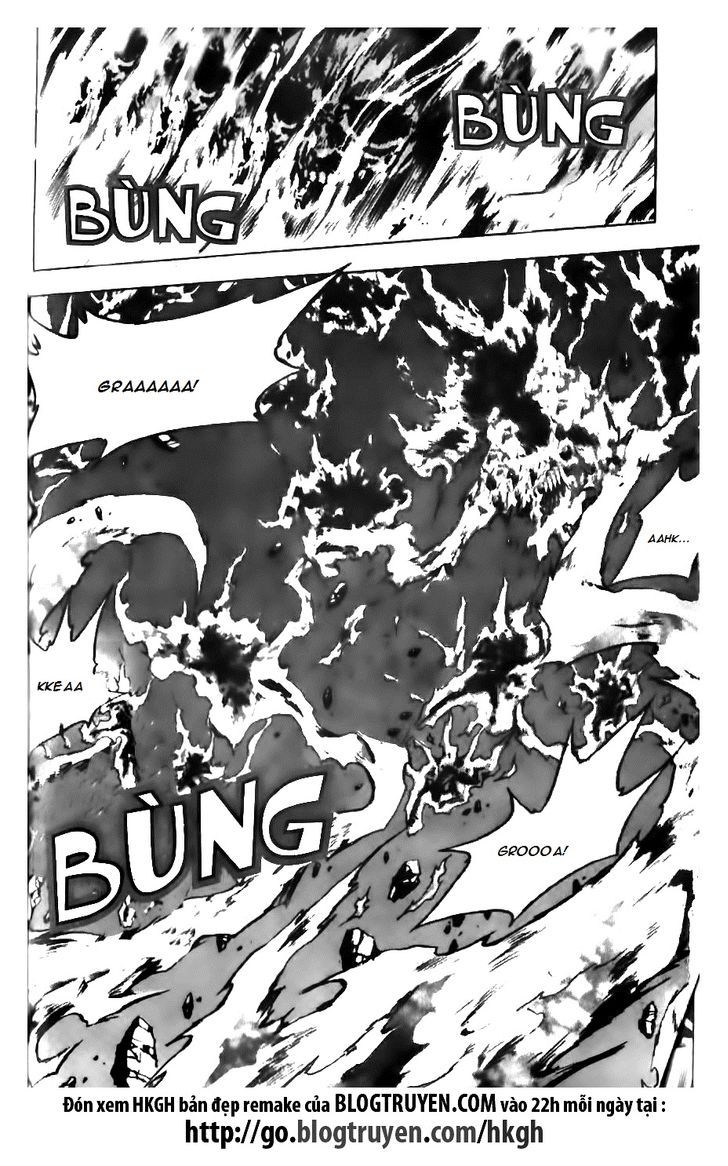 BÙNG
BÙNG
GRAAAAAA!
AAHK...
KKEAA
BÙNG
GROOOA!
Đón xem HKGH bản đẹp remake của BLOGTRUYEN.COM vào 22h mỗi ngày tại :
http://go.blogtruyen.com/hkgh